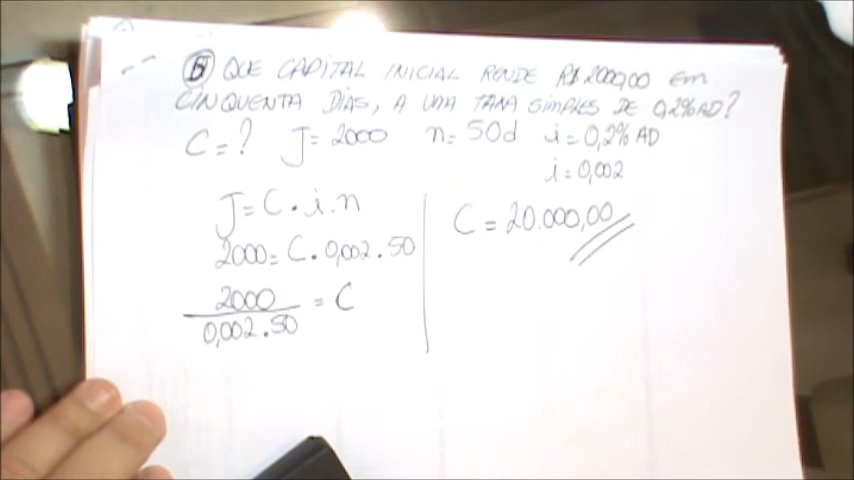 5) QUE CAPITAL INICIAL RENDE R$ 2000,00 EM
CINQUENTA DIAS, A UMA TAXA SIMPLES DE 0,2% AD?
C = ? J = 2000 n = 50d i = 0,2% AD
i = 0,002
J = C . i . n
2000 = C . 0,002 . 50
2000
0,002 . 50
= C
C = 20.000,00